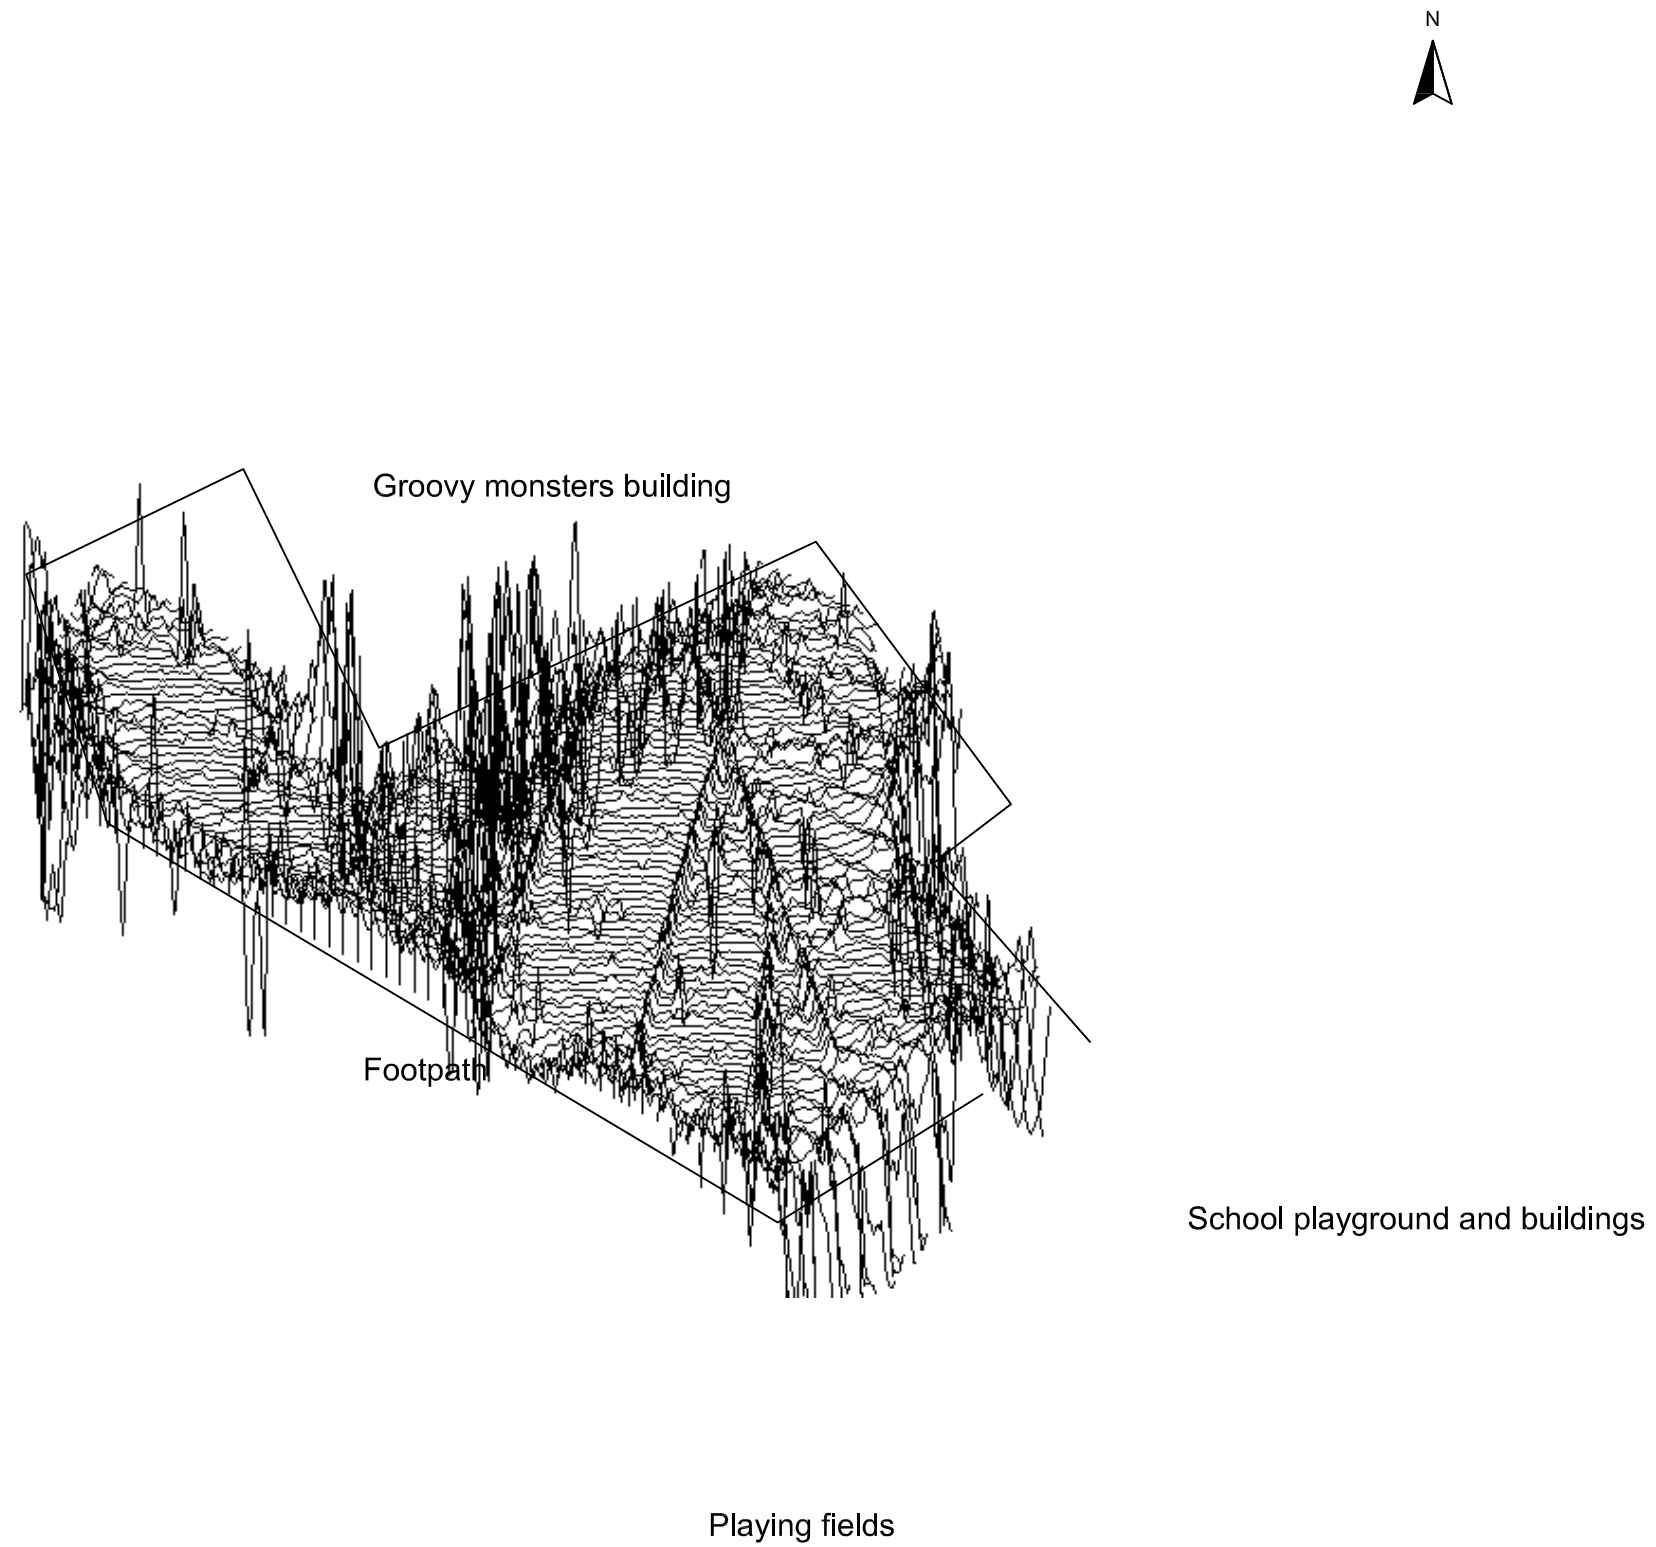 N
Groovy monsters building
Footpath
School playground and buildings
Playing fields